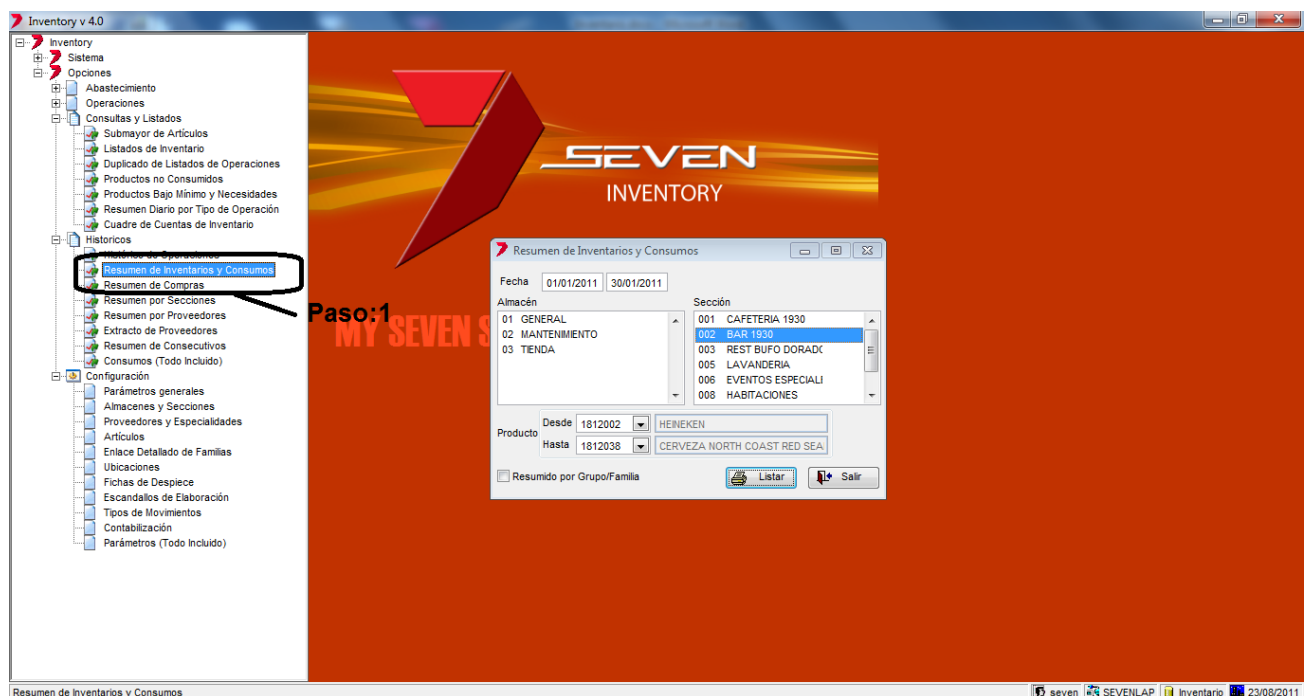 Inventory v 4.0
Inventory
Sistema
Opciones
Abastecimiento
Operaciones
Consultas y Listados
Submayor de Artículos
Listados de Inventario
Duplicado de Listados de Operaciones
Productos no Consumidos
Productos Bajo Mínimo y Necesidades
Resumen Diario por Tipo de Operación
Cuadre de Cuentas de Inventario
Historicos
Histórico de Operaciones
Resumen de Inventarios y Consumos
Resumen de Compras
Resumen por Secciones
Resumen por Proveedores
Extracto de Proveedores
Resumen de Consecutivos
Consumos (Todo Incluido)
Configuración
Parámetros generales
Almacenes y Secciones
Proveedores y Especialidades
Artículos
Enlace Detallado de Familias
Ubicaciones
Fichas de Despiece
Escandallos de Elaboración
Tipos de Movimientos
Contabilización
Parámetros (Todo Incluido)
Paso:1
SEVEN
INVENTORY
MY SEVEN S
Resumen de Inventarios y Consumos
Fecha 01/01/2011 30/01/2011
Almacén
01 GENERAL
02 MANTENIMIENTO
03 TIENDA
Sección
001 CAFETERIA 1930
002 BAR 1930
003 REST BUFO DORADO
005 LAVANDERIA
006 EVENTOS ESPECIALI
008 HABITACIONES
Producto
Desde 1812002 HEINEKEN
Hasta 1812038 CERVEZA NORTH COAST RED SEA
Resumido por Grupo/Familia
Listar
Salir
Resumen de Inventarios y Consumos
seven SEVENLAP Inventario 23/08/2011